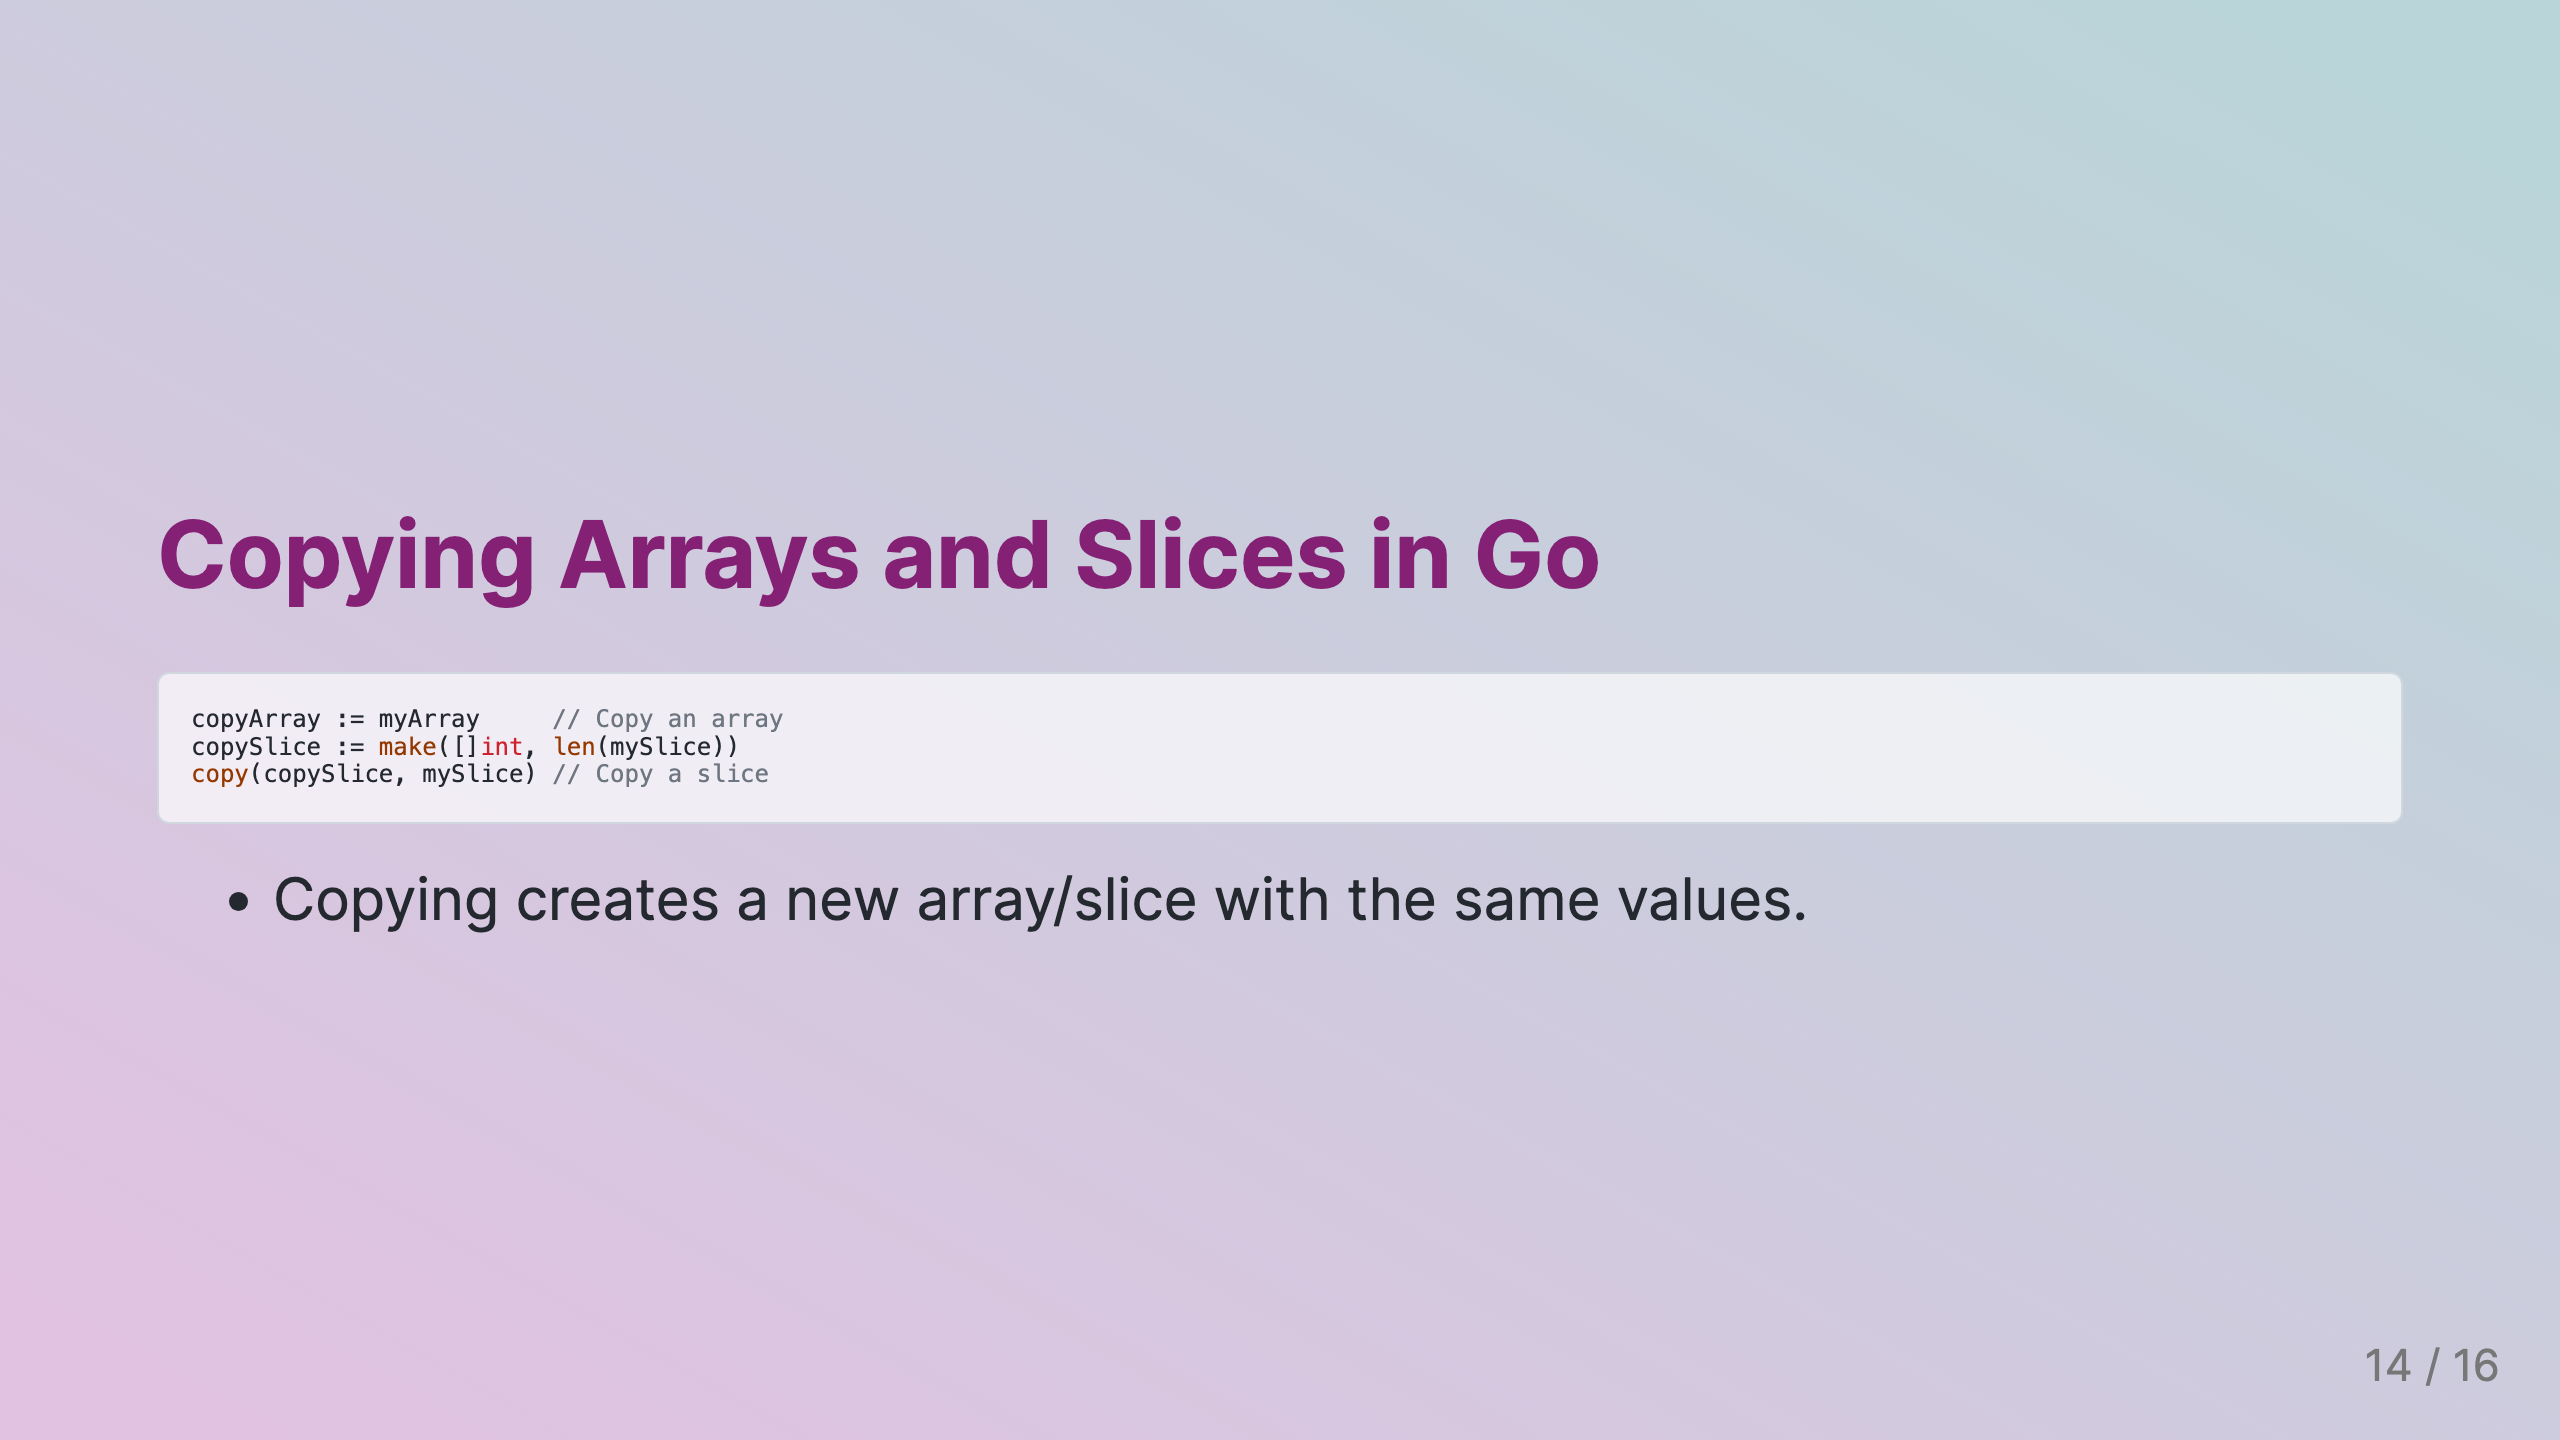 Copying Arrays and Slices in Go
copyArray := myArray     // Copy an array
copySlice := make([]int, len(mySlice))
copy(copySlice, mySlice) // Copy a slice
• Copying creates a new array/slice with the same values.
14 / 16